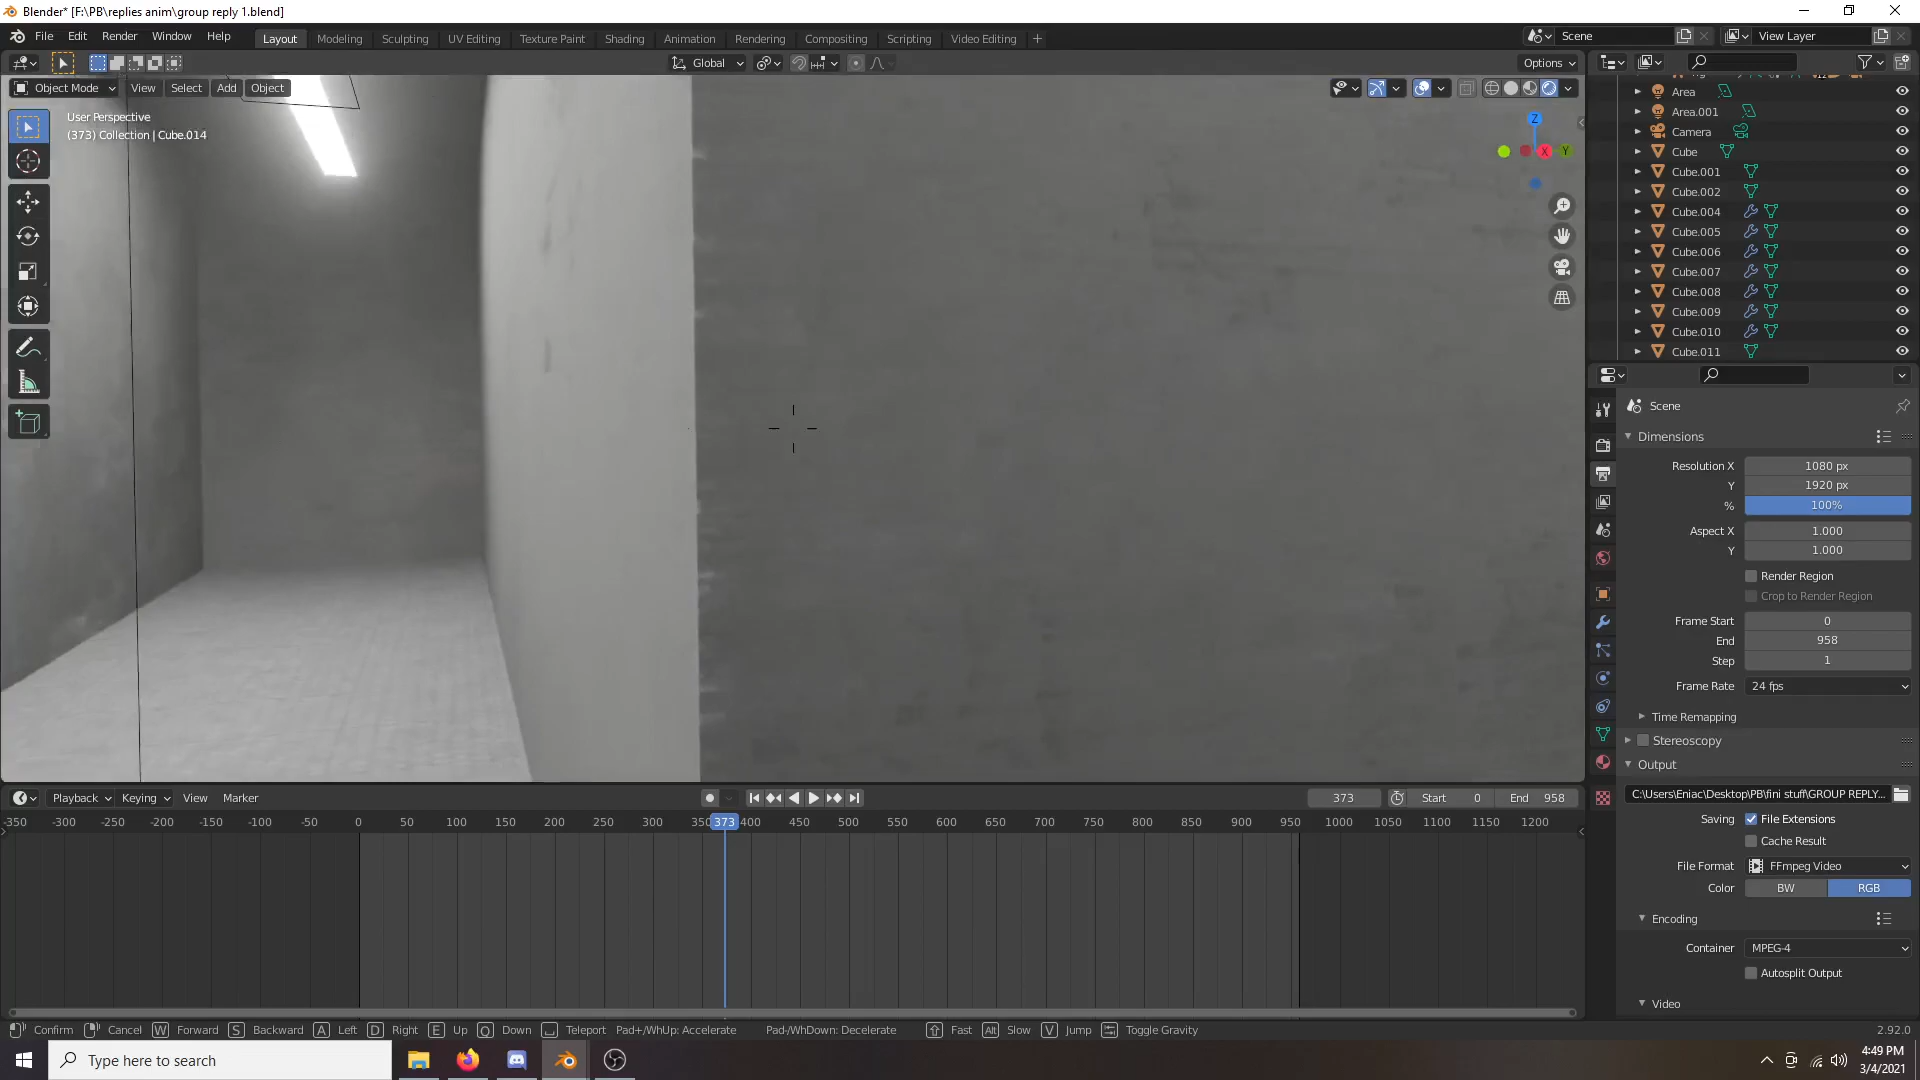 Blender* [F:\PB\replies anim\group reply 1.blend]
File Edit Render Window Help
Layout Modeling Sculpting UV Editing Texture Paint Shading Animation Rendering Compositing Scripting Video Editing +
Scene
View Layer
Global
Options
Object Mode View Select Add Object
User Perspective
(373) Collection | Cube.014
Z
X
Y
Area
Area.001
Camera
Cube
Cube.001
Cube.002
Cube.004
Cube.005
Cube.006
Cube.007
Cube.008
Cube.009
Cube.010
Cube.011
Scene
Dimensions
Resolution X 1080 px
Y 1920 px
% 100%
Aspect X 1.000
Y 1.000
Render Region
Crop to Render Region
Frame Start 0
End 958
Step 1
Frame Rate 24 fps
Time Remapping
Stereoscopy
Output
C:\Users\Eniac\Desktop\PB\fini stuff\GROUP REPLY...
Saving File Extensions
Cache Result
File Format FFmpeg Video
Color BW RGB
Encoding
Container MPEG-4
Autosplit Output
Video
Playback Keying View Marker
373 Start 0 End 958
-350 -300 -250 -200 -150 -100 -50 0 50 100 150 200 250 300 350 373 400 450 500 550 600 650 700 750 800 850 900 950 1000 1050 1100 1150 1200
Confirm Cancel W Forward S Backward A Left D Right E Up Q Down Teleport Pad+/WhUp: Accelerate Pad-/WhDown: Decelerate Fast Alt Slow V Jump Toggle Gravity
2.92.0
Type here to search
4:49 PM
3/4/2021